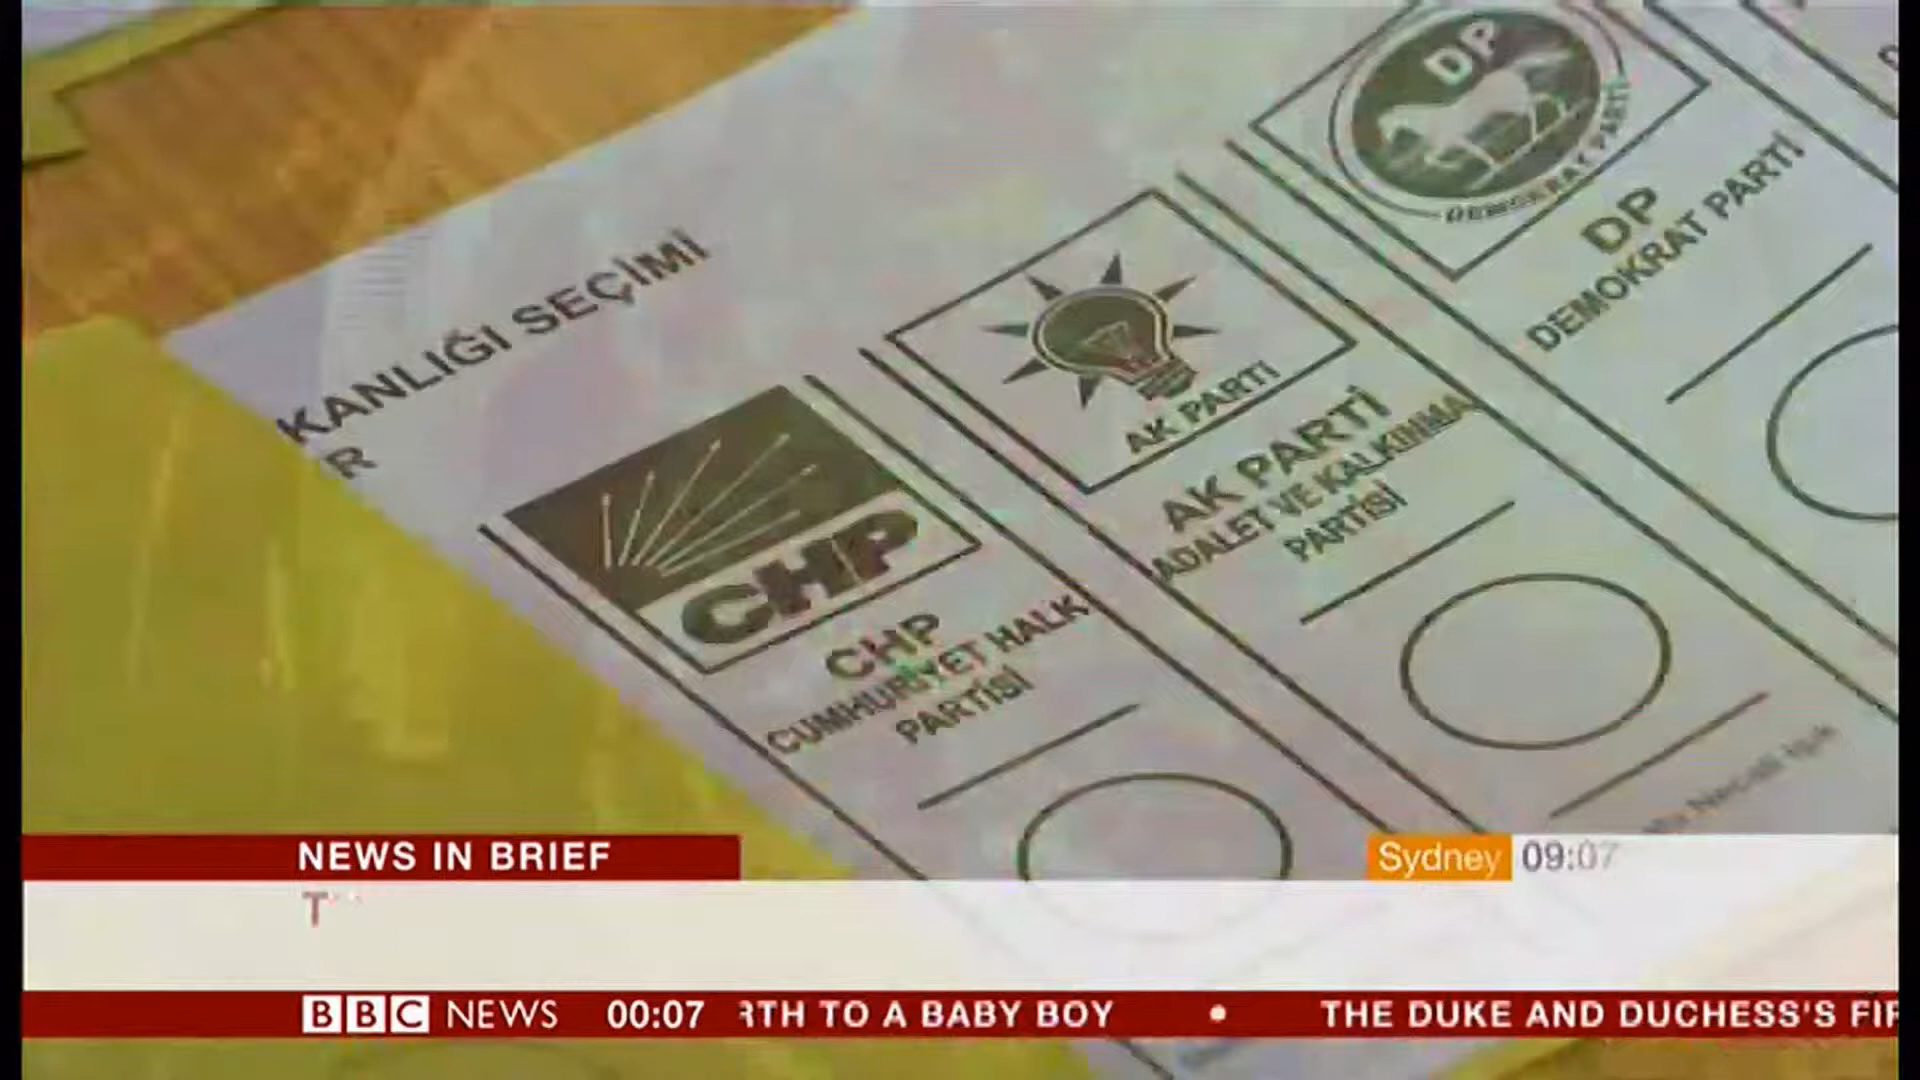 DP
DEMOKRAT PARTİ
DP
DEMOKRAT PARTİ
KANLIĞI SEÇİMİ
R
AK PARTİ
AK PARTİ
ADALET VE KALKINMA
PARTİSİ
CHP
CHP
CUMHURİYET HALK
PARTİSİ
NEWS IN BRIEF
Sydney 09:07
T
BBC NEWS 00:07 RTH TO A BABY BOY • THE DUKE AND DUCHESS'S FIR